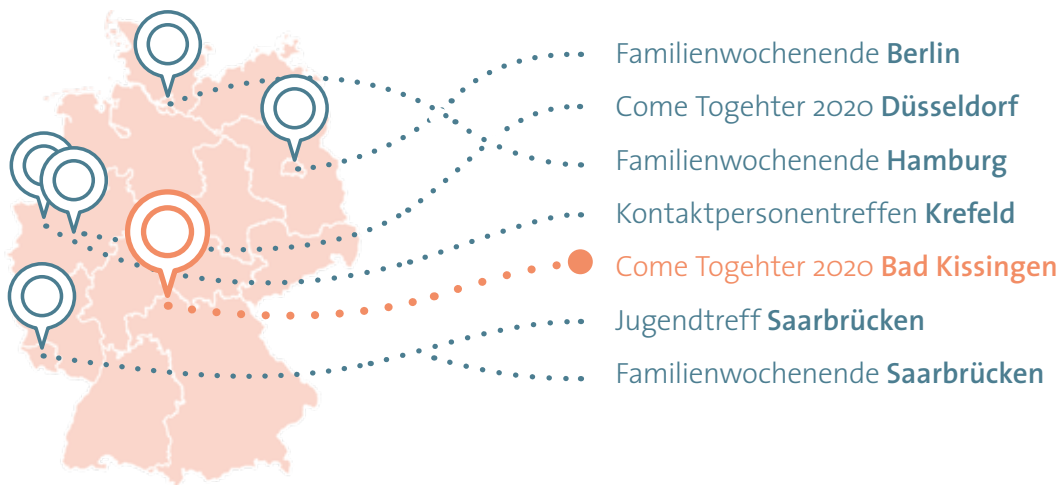 Familienwochenende Berlin
Come Togehter 2020 Düsseldorf
Familienwochenende Hamburg
Kontaktpersonentreffen Krefeld
Come Togehter 2020 Bad Kissingen
Jugendtreff Saarbrücken
Familienwochenende Saarbrücken